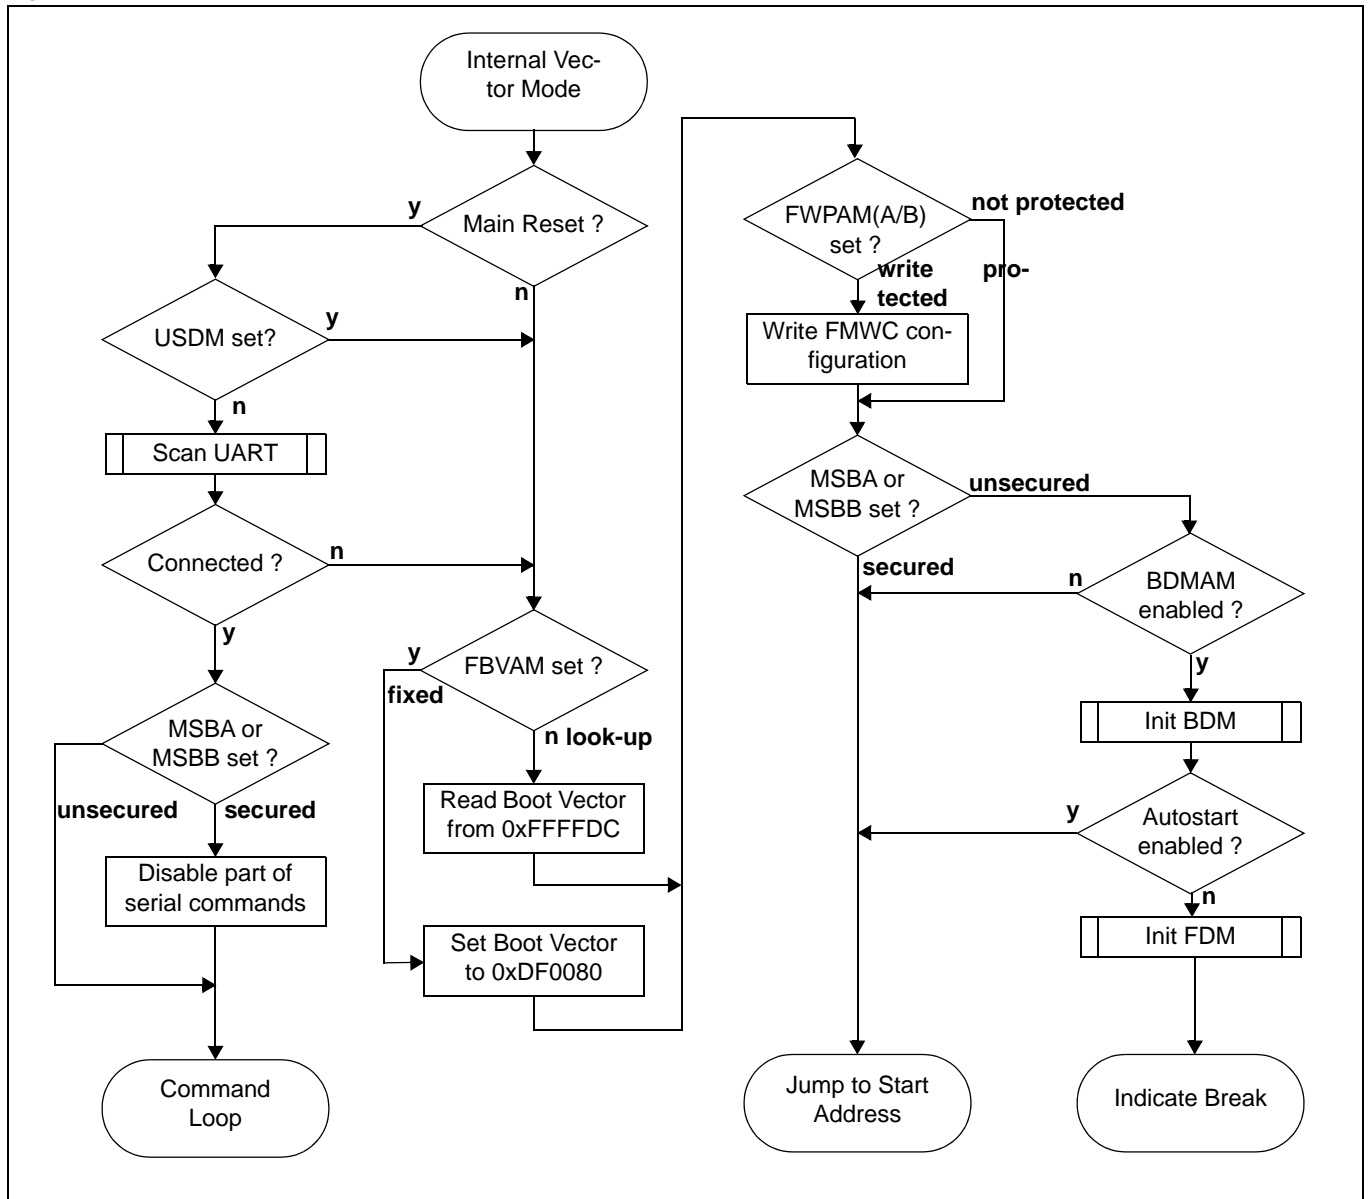 Internal Vec-
tor Mode
y
Main Reset ?
n
USDM set?
y
n
Scan UART
Connected ?
n
y
MSBA or
MSBB set ?
unsecured
secured
Disable part of
serial commands
Command
Loop
y
FBVAM set ?
fixed
n look-up
Read Boot Vector
from 0xFFFFDC
Set Boot Vector
to 0xDF0080
FWPAM(A/B)
set ?
not protected
write pro-
tected
Write FMWC con-
figuration
MSBA or
MSBB set ?
unsecured
secured
n
BDMAM
enabled ?
y
Init BDM
y
Autostart
enabled ?
n
Init FDM
Jump to Start
Address
Indicate Break